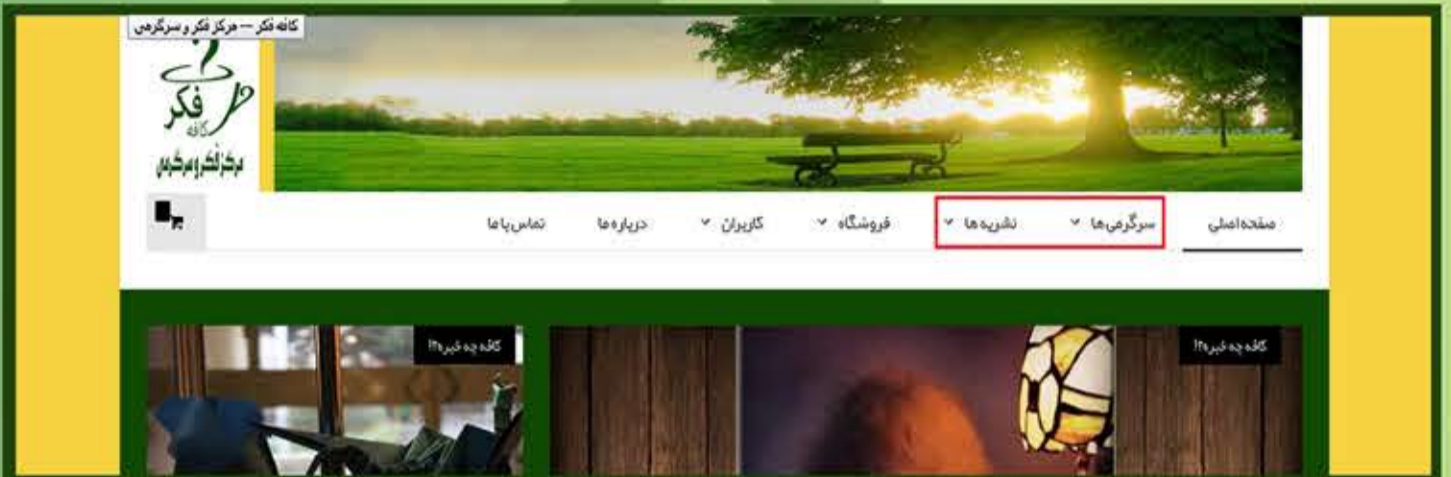 کافه فکر — مرکز فکر و سرگرمی
فکر
کافه
مرکز فکر و سرگرمی
صفحه اصلی سرگرمی‌ها نشریه ها فروشگاه کاربران درباره ما تماس با ما
کافه چه خبره؟!
کافه چه خبره؟!